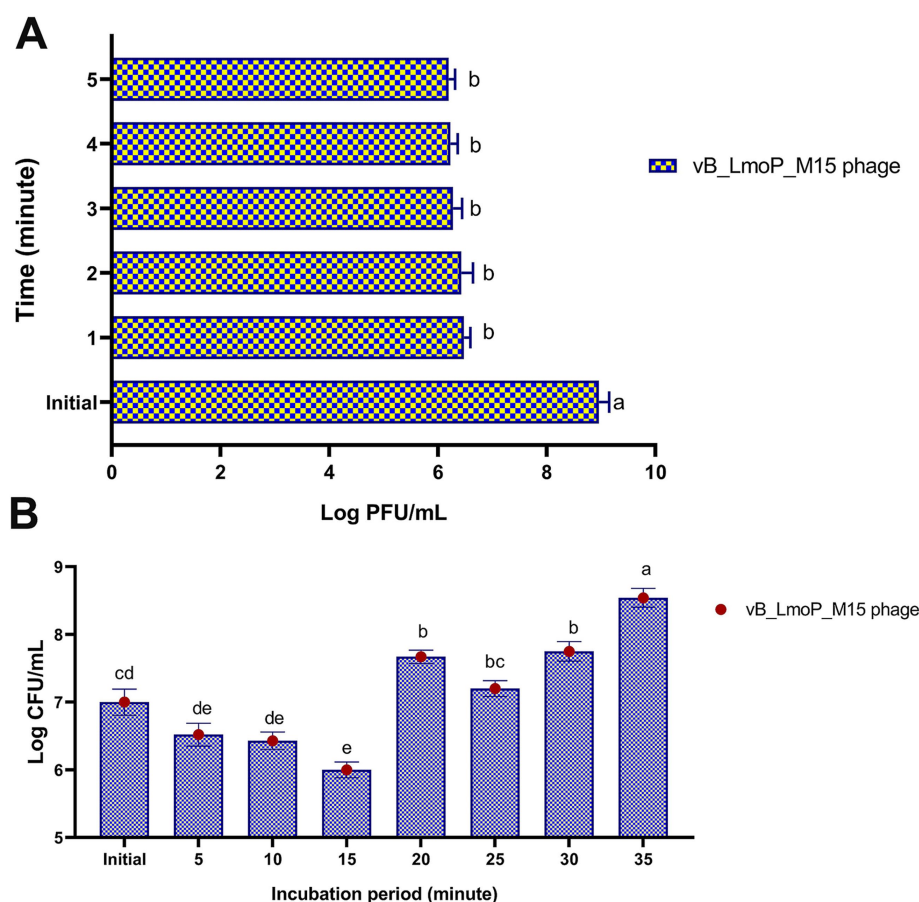 A
Time (minute)
5
b
4
b
3
b
2
b
1
b
Initial
a
0 2 4 6 8 10
Log PFU/mL
vB_LmoP_M15 phage
B
Log CFU/mL
9
8
7
6
5
cd
de
de
e
b
bc
b
a
Initial 5 10 15 20 25 30 35
Incubation period (minute)
vB_LmoP_M15 phage